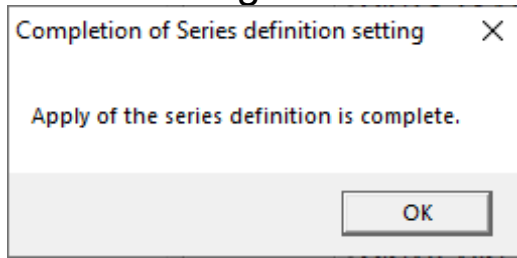 Completion of Series definition setting
Apply of the series definition is complete.
OK